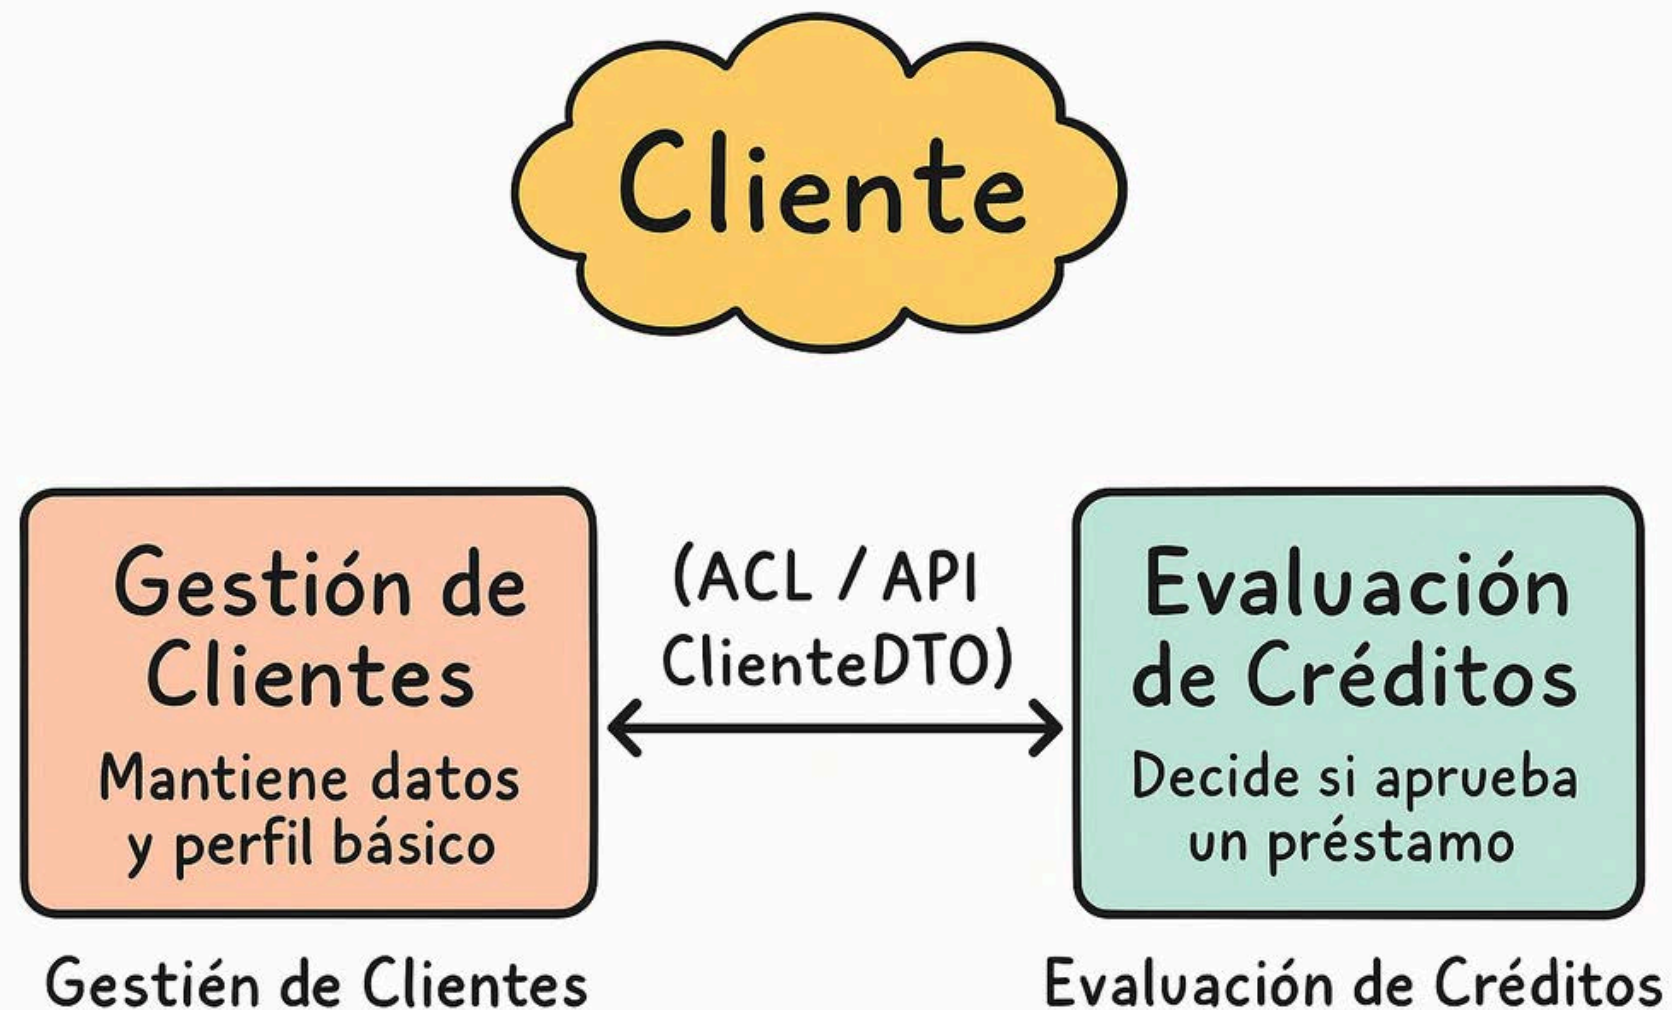 Cliente
Gestión de
Clientes
Mantiene datos
y perfil básico
(ACL / API
ClienteDTO)
Evaluación
de Créditos
Decide si aprueba
un préstamo
Gestién de Clientes
Evaluación de Créditos